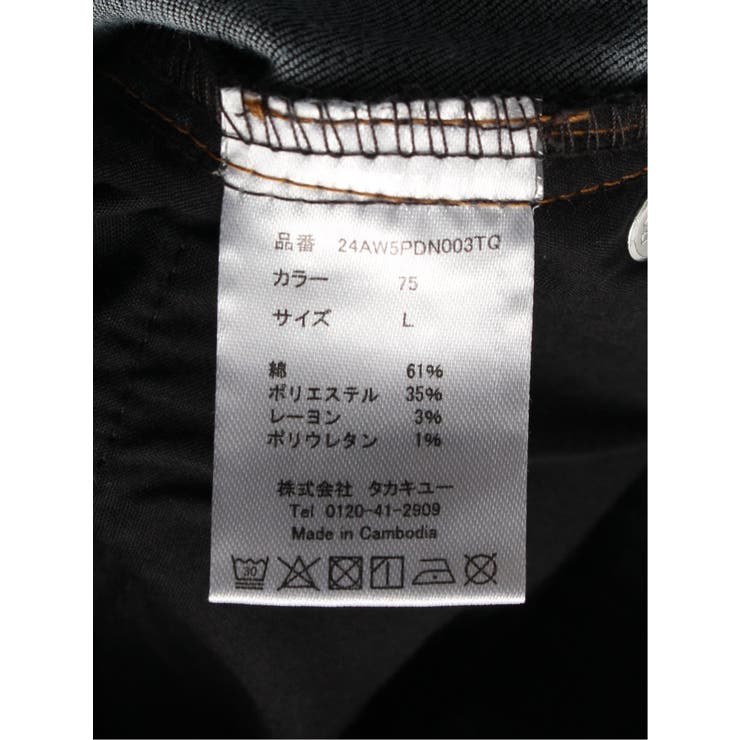 品番 24AW5PDN003TQ
カラー 75
サイズ L
綿 61%
ポリエステル 35%
レーヨン 3%
ポリウレタン 1%
株式会社 タカキユー
Tel 0120-41-2909
Made in Cambodia
30